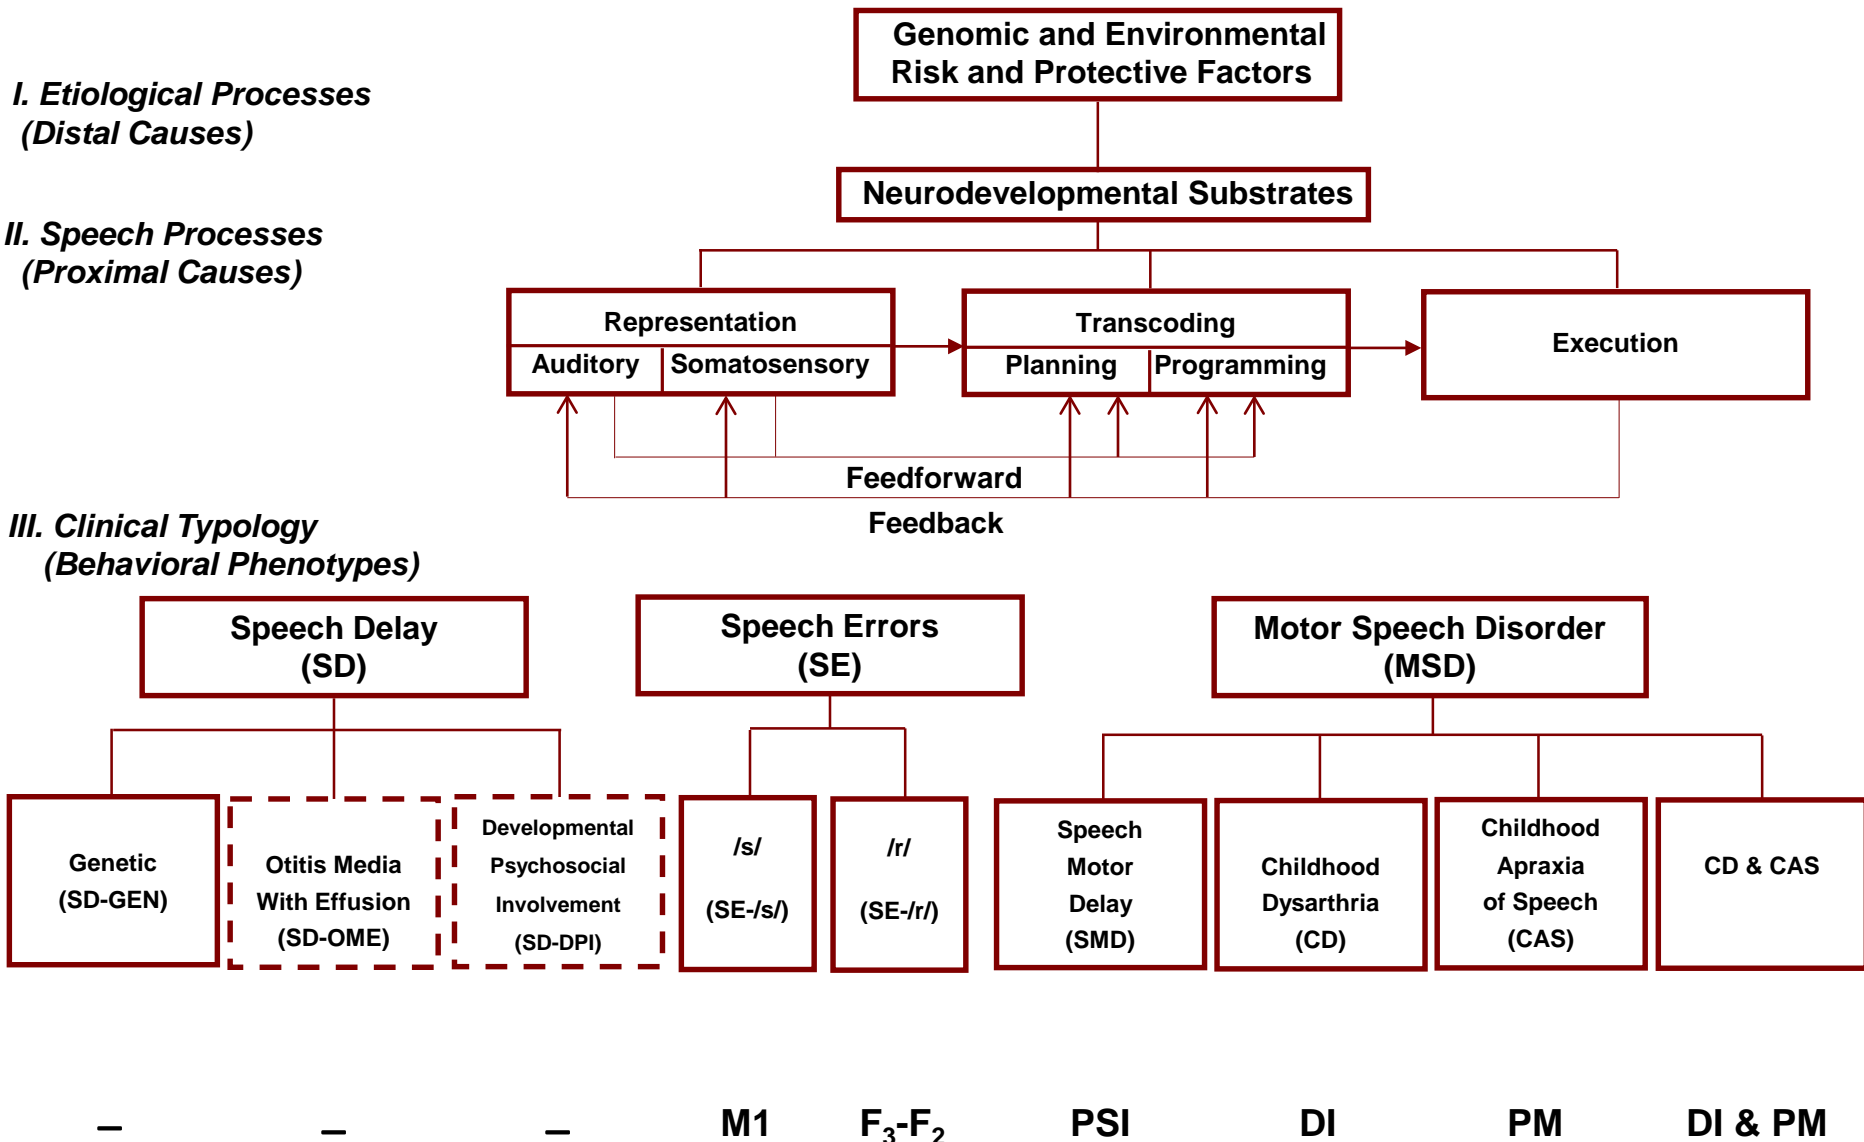 Genomic and Environmental
Risk and Protective Factors
I. Etiological Processes
(Distal Causes)
Neurodevelopmental Substrates
II. Speech Processes
(Proximal Causes)
Representation
Auditory
Somatosensory
Transcoding
Planning
Programming
Execution
Feedforward
Feedback
III. Clinical Typology
(Behavioral Phenotypes)
Speech Delay
(SD)
Speech Errors
(SE)
Motor Speech Disorder
(MSD)
Genetic
(SD-GEN)
Otitis Media
With Effusion
(SD-OME)
Developmental
Psychosocial
Involvement
(SD-DPI)
/s/
(SE-/s/)
/r/
(SE-/r/)
Speech
Motor
Delay
(SMD)
Childhood
Dysarthria
(CD)
Childhood
Apraxia
of Speech
(CAS)
CD & CAS
– – – M1 F₃-F₂ PSI DI PM DI & PM